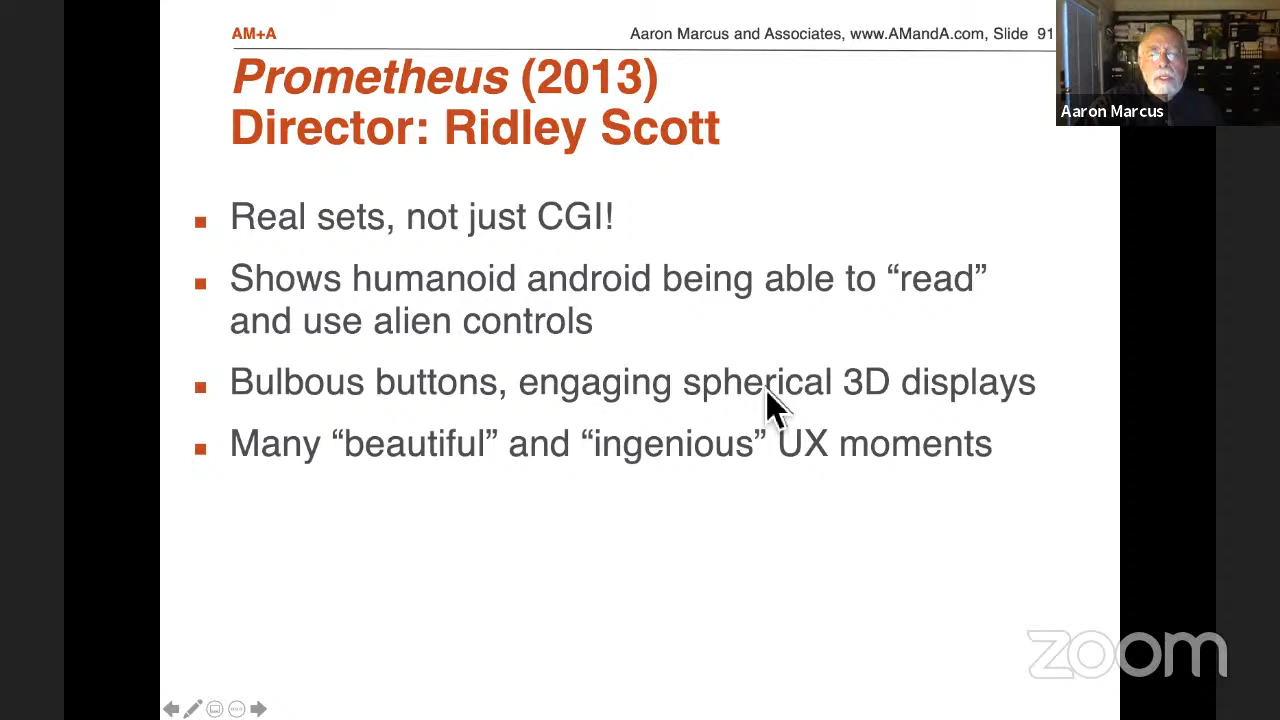 AM+A
Aaron Marcus and Associates, www.AMandA.com, Slide 91
Prometheus (2013)
Director: Ridley Scott
Real sets, not just CGI!
Shows humanoid android being able to “read”
and use alien controls
Bulbous buttons, engaging spherical 3D displays
Many “beautiful” and “ingenious” UX moments
Aaron Marcus
zoom